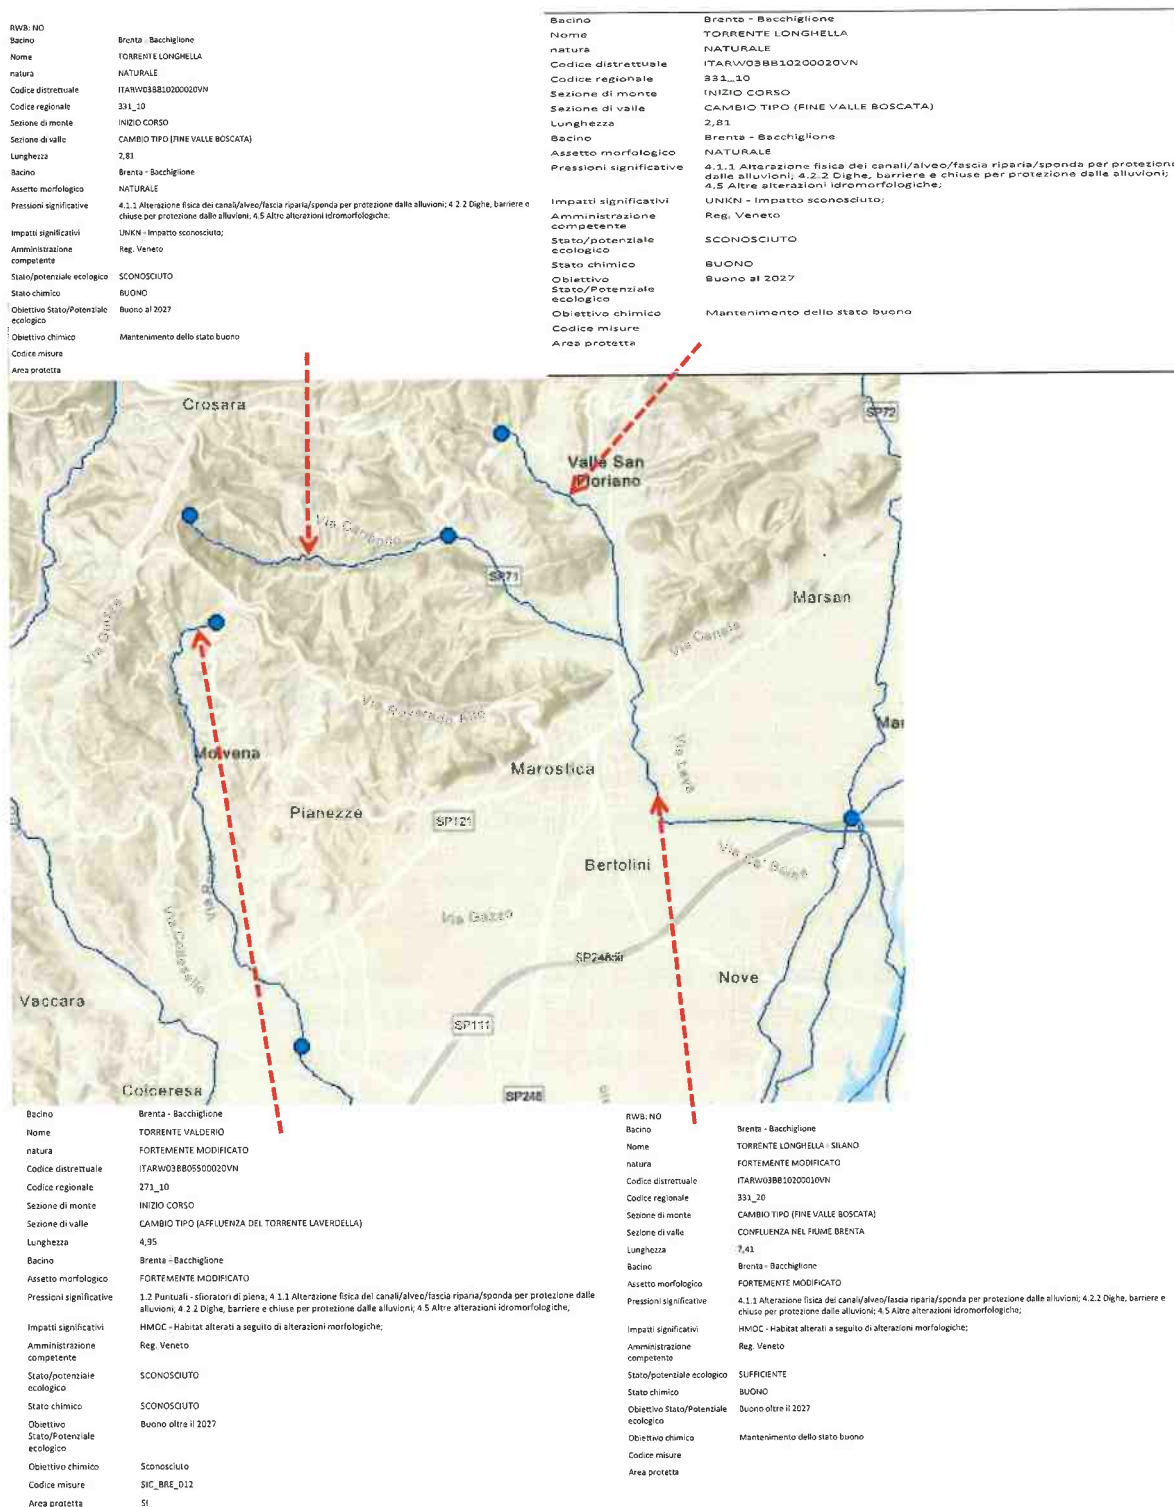 RWB: NO
Bacino Brenta - Bacchiglione
Nome TORRENTE LONGHELLA
natura NATURALE
Codice distrettuale ITARW03BB10200020VN
Codice regionale 331_10
Sezione di monte INIZIO CORSO
Sezione di valle CAMBIO TIPO (FINE VALLE BOSCATA)
Lunghezza 2,81
Bacino Brenta - Bacchiglione
Assetto morfologico NATURALE
Pressioni significative 4.1.1 Alterazione fisica dei canali/alveo/fascia riparia/sponda per protezione dalle alluvioni; 4.2.2 Dighe, barriere e
chiuse per protezione dalle alluvioni; 4.5 Altre alterazioni idromorfologiche;
Impatti significativi UNKN - Impatto sconosciuto;
Amministrazione Reg. Veneto
competente
Stato/potenziale ecologico SCONOSCIUTO
Stato chimico BUONO
Obiettivo Stato/Potenziale Buono al 2027
ecologico
Obiettivo chimico Mantenimento dello stato buono
Codice misure
Area protetta
Bacino Brenta - Bacchiglione
Nome TORRENTE LONGHELLA
natura NATURALE
Codice distrettuale ITARW03BB10200020VN
Codice regionale 331_10
Sezione di monte INIZIO CORSO
Sezione di valle CAMBIO TIPO (FINE VALLE BOSCATA)
Lunghezza 2,81
Bacino Brenta - Bacchiglione
Assetto morfologico NATURALE
Pressioni significative 4.1.1 Alterazione fisica dei canali/alveo/fascia riparia/sponda per protezione
dalle alluvioni; 4.2.2 Dighe, barriere e chiuse per protezione dalle alluvioni;
4.5 Altre alterazioni idromorfologiche;
Impatti significativi UNKN - Impatto sconosciuto;
Amministrazione Reg. Veneto
competente
Stato/potenziale SCONOSCIUTO
ecologico
Stato chimico BUONO
Obiettivo Buono al 2027
Stato/Potenziale
ecologico
Obiettivo chimico Mantenimento dello stato buono
Codice misure
Area protetta
Crosara
SP72
Valle San
Floriano
Via Canapilo
SP71
Marsan
Via Canele
Via Roverado Alto
Molvena
Marostica
Via Lava
Mar
Pianezze
SP121
Bertolini
Via Ca' Boina
Via Gazzo
SP248dir
Via Collesello
Nove
Vaccara
SP111
Colceresa
SP248
Bacino Brenta - Bacchiglione
Nome TORRENTE VALDERIO
natura FORTEMENTE MODIFICATO
Codice distrettuale ITARW03BB05500020VN
Codice regionale 271_10
Sezione di monte INIZIO CORSO
Sezione di valle CAMBIO TIPO (AFFLUENZA DEL TORRENTE LAVERDELLA)
Lunghezza 4,95
Bacino Brenta - Bacchiglione
Assetto morfologico FORTEMENTE MODIFICATO
Pressioni significative 1.2 Puntuali - sfioratori di piena; 4.1.1 Alterazione fisica dei canali/alveo/fascia riparia/sponda per protezione dalle
alluvioni; 4.2.2 Dighe, barriere e chiuse per protezione dalle alluvioni; 4.5 Altre alterazioni idromorfologiche;
Impatti significativi HMOC - Habitat alterati a seguito di alterazioni morfologiche;
Amministrazione Reg. Veneto
competente
Stato/potenziale SCONOSCIUTO
ecologico
Stato chimico SCONOSCIUTO
Obiettivo Buono oltre il 2027
Stato/Potenziale
ecologico
Obiettivo chimico Sconosciuto
Codice misure SIC_BRE_012
Area protetta SI
RWB: NO
Bacino Brenta - Bacchiglione
Nome TORRENTE LONGHELLA - SILANO
natura FORTEMENTE MODIFICATO
Codice distrettuale ITARW03BB10200010VN
Codice regionale 331_20
Sezione di monte CAMBIO TIPO (FINE VALLE BOSCATA)
Sezione di valle CONFLUENZA NEL FIUME BRENTA
Lunghezza 7,41
Bacino Brenta - Bacchiglione
Assetto morfologico FORTEMENTE MODIFICATO
Pressioni significative 4.1.1 Alterazione fisica dei canali/alveo/fascia riparia/sponda per protezione dalle alluvioni; 4.2.2 Dighe, barriere e
chiuse per protezione dalle alluvioni; 4.5 Altre alterazioni idromorfologiche;
Impatti significativi HMOC - Habitat alterati a seguito di alterazioni morfologiche;
Amministrazione Reg. Veneto
competente
Stato/potenziale ecologico SUFFICIENTE
Stato chimico BUONO
Obiettivo Stato/Potenziale Buono oltre il 2027
ecologico
Obiettivo chimico Mantenimento dello stato buono
Codice misure
Area protetta